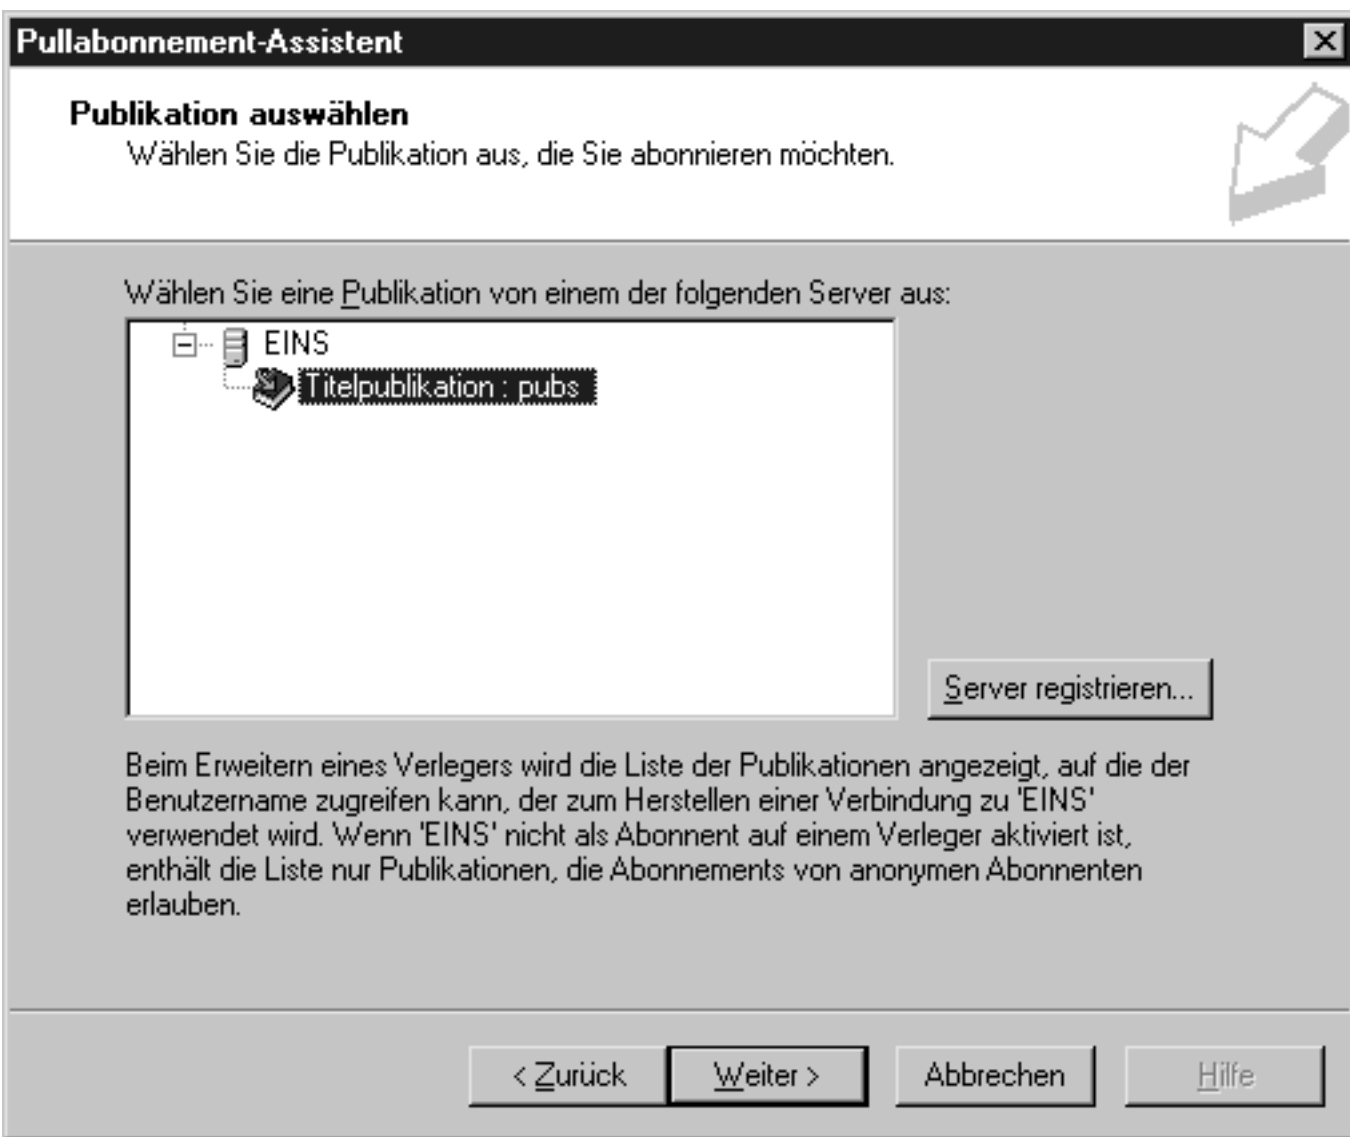 Pullabonnement-Assistent
Publikation auswählen
Wählen Sie die Publikation aus, die Sie abonnieren möchten.
Wählen Sie eine Publikation von einem der folgenden Server aus:
EINS
Titelpublikation : pubs
Server registrieren...
Beim Erweitern eines Verlegers wird die Liste der Publikationen angezeigt, auf die der
Benutzername zugreifen kann, der zum Herstellen einer Verbindung zu 'EINS'
verwendet wird. Wenn 'EINS' nicht als Abonnent auf einem Verleger aktiviert ist,
enthält die Liste nur Publikationen, die Abonnements von anonymen Abonnenten
erlauben.
< Zurück Weiter > Abbrechen Hilfe